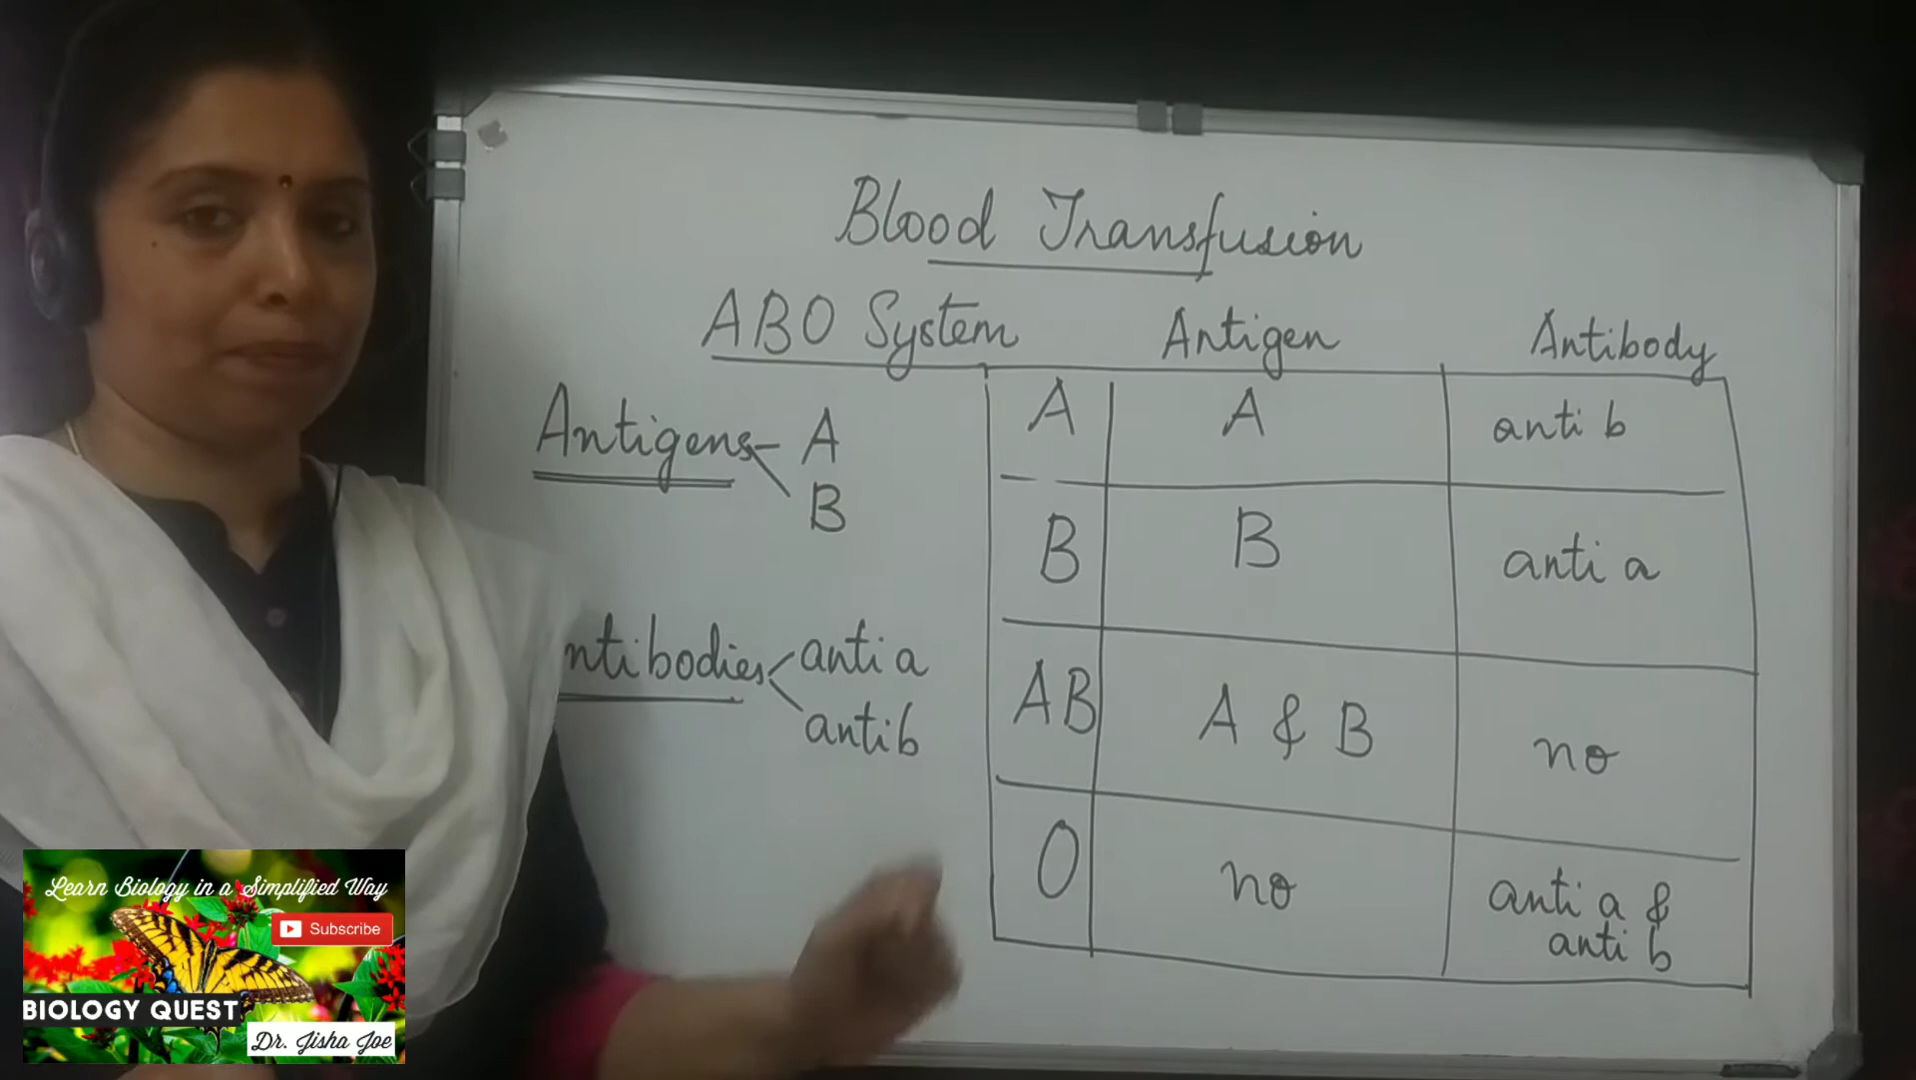 Blood Transfusion
ABO System Antigen Antibody
Antigens A
B
ntibodies anti a
anti b
A A anti b
B B anti a
AB A & B no
O no anti a &
anti b
Learn Biology in a Simplified Way
Subscribe
BIOLOGY QUEST
Dr. Jisha Joe